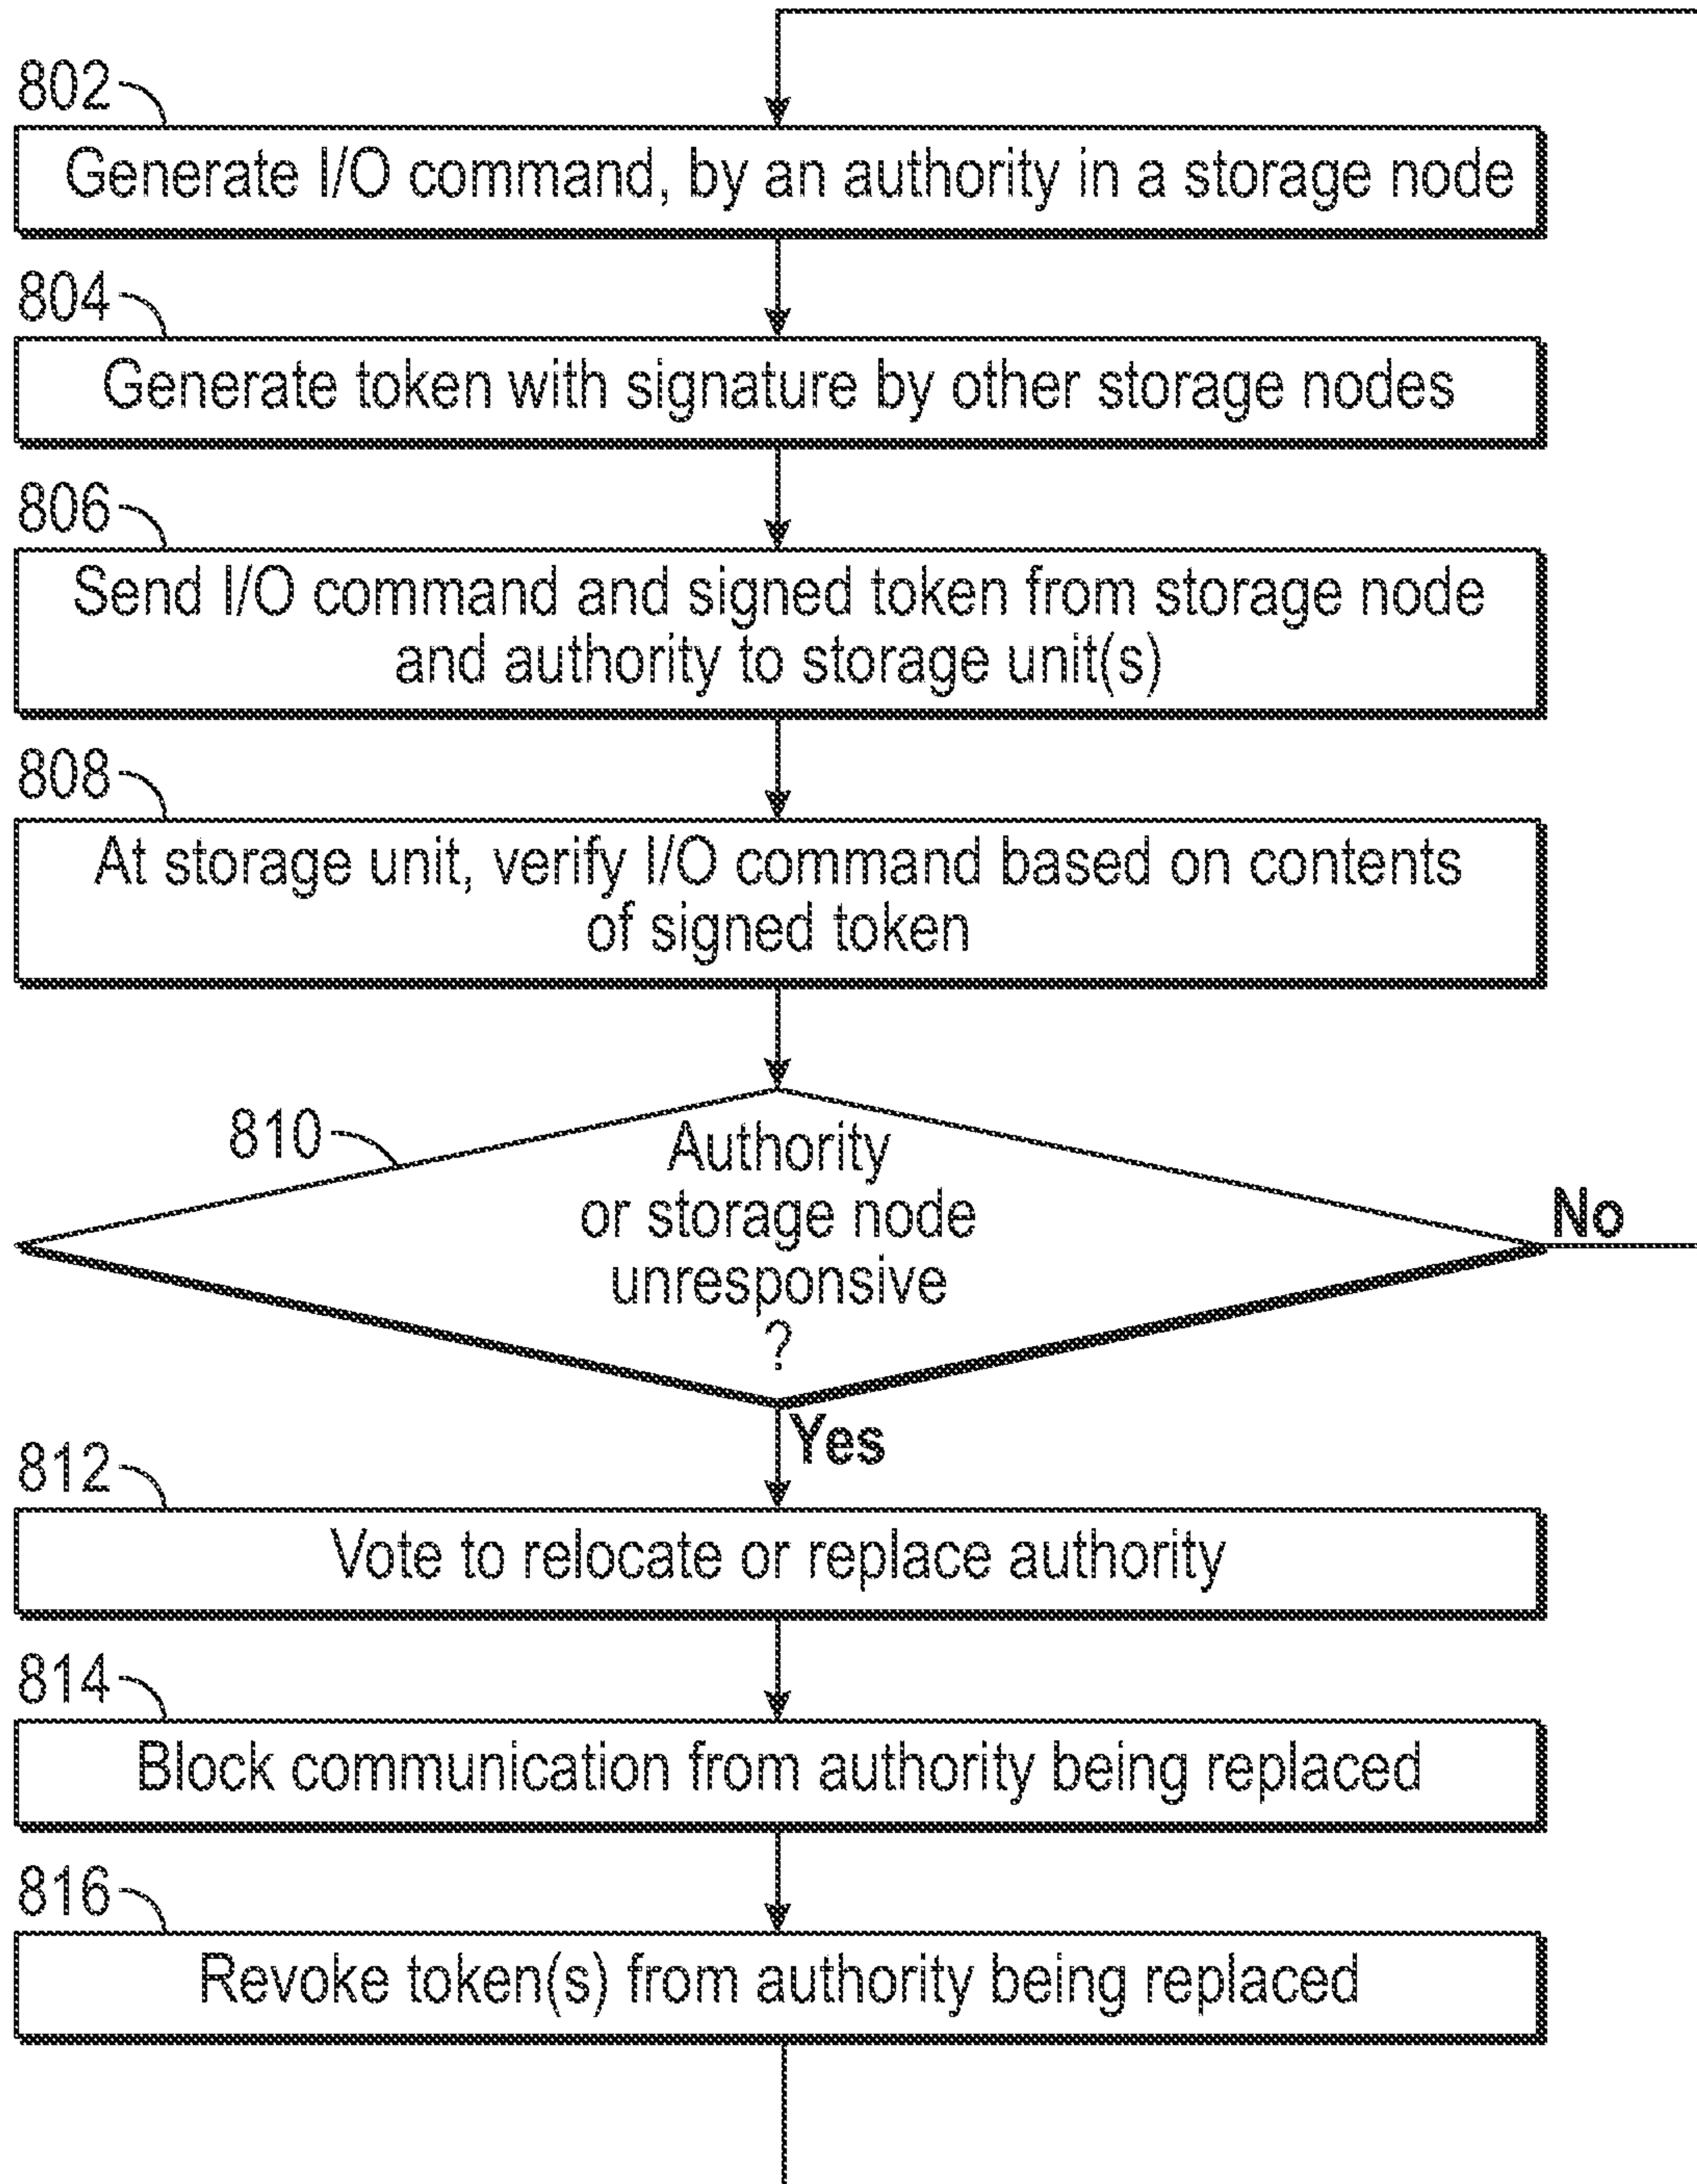 802
Generate I/O command, by an authority in a storage node
804
Generate token with signature by other storage nodes
806
Send I/O command and signed token from storage node
and authority to storage unit(s)
808
At storage unit, verify I/O command based on contents
of signed token
810
Authority
or storage node
unresponsive
?
No
Yes
812
Vote to relocate or replace authority
814
Block communication from authority being replaced
816
Revoke token(s) from authority being replaced